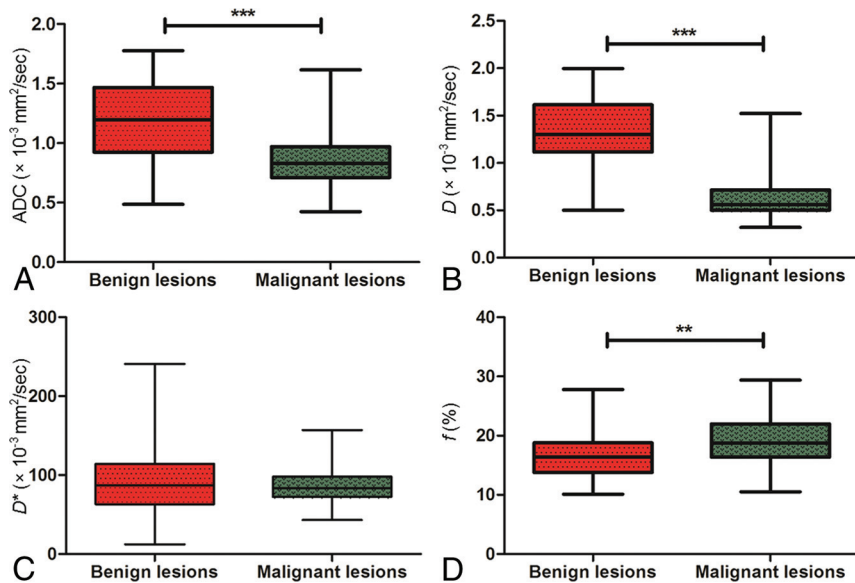 ***
2.0
1.5
1.0
0.5
0.0
ADC (× 10⁻³ mm²/sec)
A
Benign lesions
Malignant lesions
***
2.5
2.0
1.5
1.0
0.5
0.0
D (× 10⁻³ mm²/sec)
B
Benign lesions
Malignant lesions
300
200
100
0
D* (× 10⁻³ mm²/sec)
C
Benign lesions
Malignant lesions
**
40
30
20
10
0
f (%)
D
Benign lesions
Malignant lesions